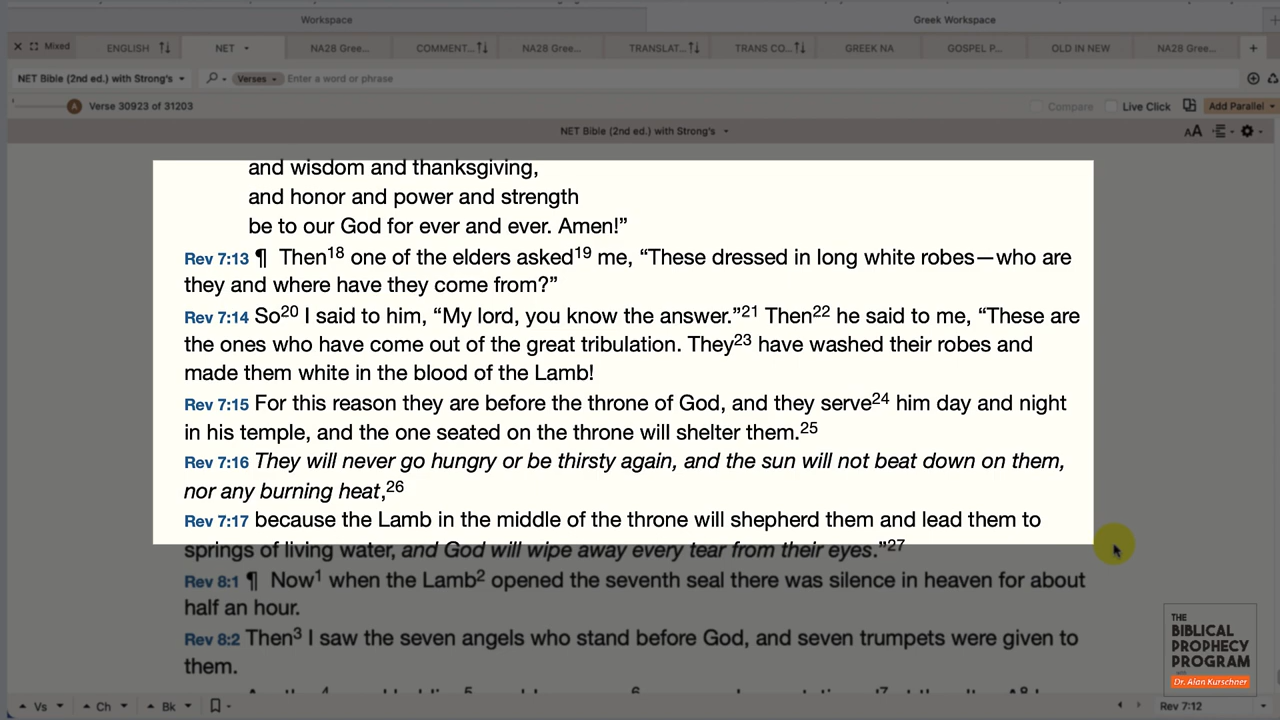 Workspace
Greek Workspace
Mixed
ENGLISH
NET
NA28 Gree...
COMMENT...
NA28 Gree...
TRANSLAT...
TRANS CO...
GREEK NA
GOSPEL P...
OLD IN NEW
NA28 Gree...
NET Bible (2nd ed.) with Strong's
Verses
Enter a word or phrase
A
Verse 30923 of 31203
Compare
Live Click
Add Parallel
NET Bible (2nd ed.) with Strong's
AA
and wisdom and thanksgiving,
and honor and power and strength
be to our God for ever and ever. Amen!”
Rev 7:13 ¶ Then18 one of the elders asked19 me, “These dressed in long white robes—who are
they and where have they come from?”
Rev 7:14 So20 I said to him, “My lord, you know the answer.”21 Then22 he said to me, “These are
the ones who have come out of the great tribulation. They23 have washed their robes and
made them white in the blood of the Lamb!
Rev 7:15 For this reason they are before the throne of God, and they serve24 him day and night
in his temple, and the one seated on the throne will shelter them.25
Rev 7:16 They will never go hungry or be thirsty again, and the sun will not beat down on them,
nor any burning heat,26
Rev 7:17 because the Lamb in the middle of the throne will shepherd them and lead them to
springs of living water, and God will wipe away every tear from their eyes.”27
Rev 8:1 ¶ Now1 when the Lamb2 opened the seventh seal there was silence in heaven for about
half an hour.
Rev 8:2 Then3 I saw the seven angels who stand before God, and seven trumpets were given to
them.
THE
BIBLICAL
PROPHECY
PROGRAM
Dr. Alan Kurschner
Vs
Ch
Bk
Rev 7:12